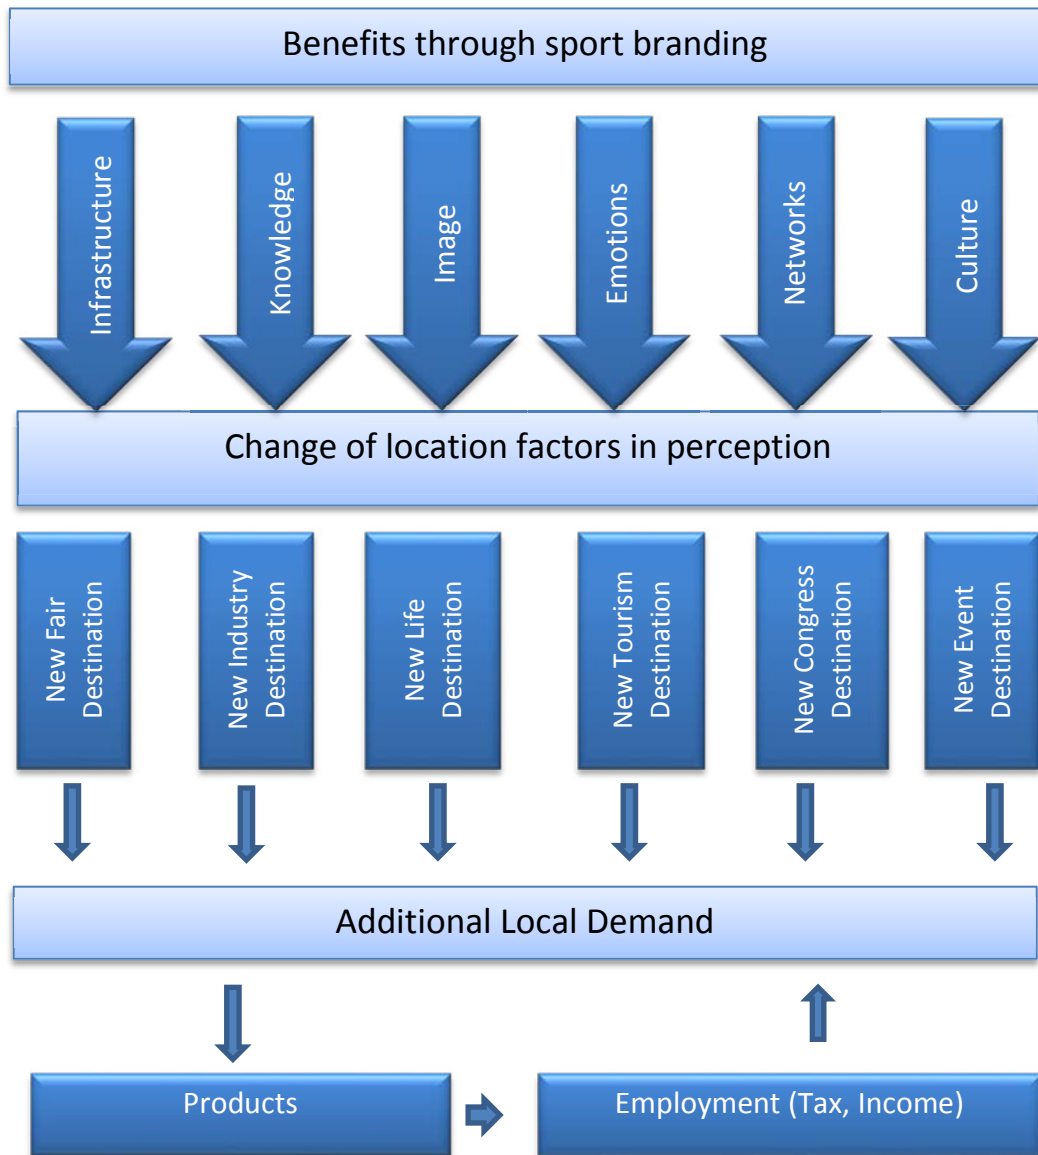 Benefits through sport branding
Infrastructure
Knowledge
Image
Emotions
Networks
Culture
Change of location factors in perception
New Fair
Destination
New Industry
Destination
New Life
Destination
New Tourism
Destination
New Congress
Destination
New Event
Destination
Additional Local Demand
Products
Employment (Tax, Income)